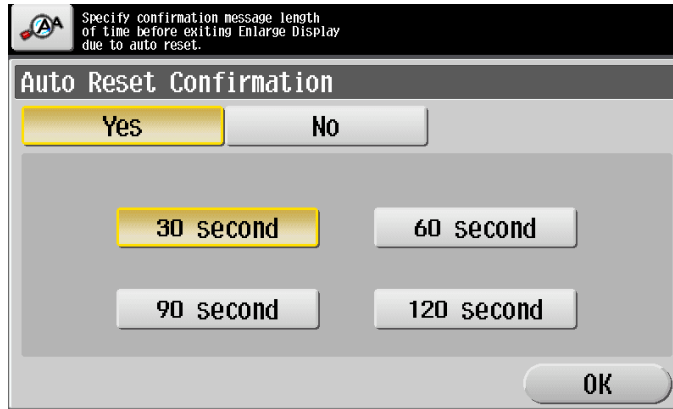 Specify confirmation message length
of time before exiting Enlarge Display
due to auto reset.
Auto Reset Confirmation
Yes No
30 second 60 second
90 second 120 second
OK